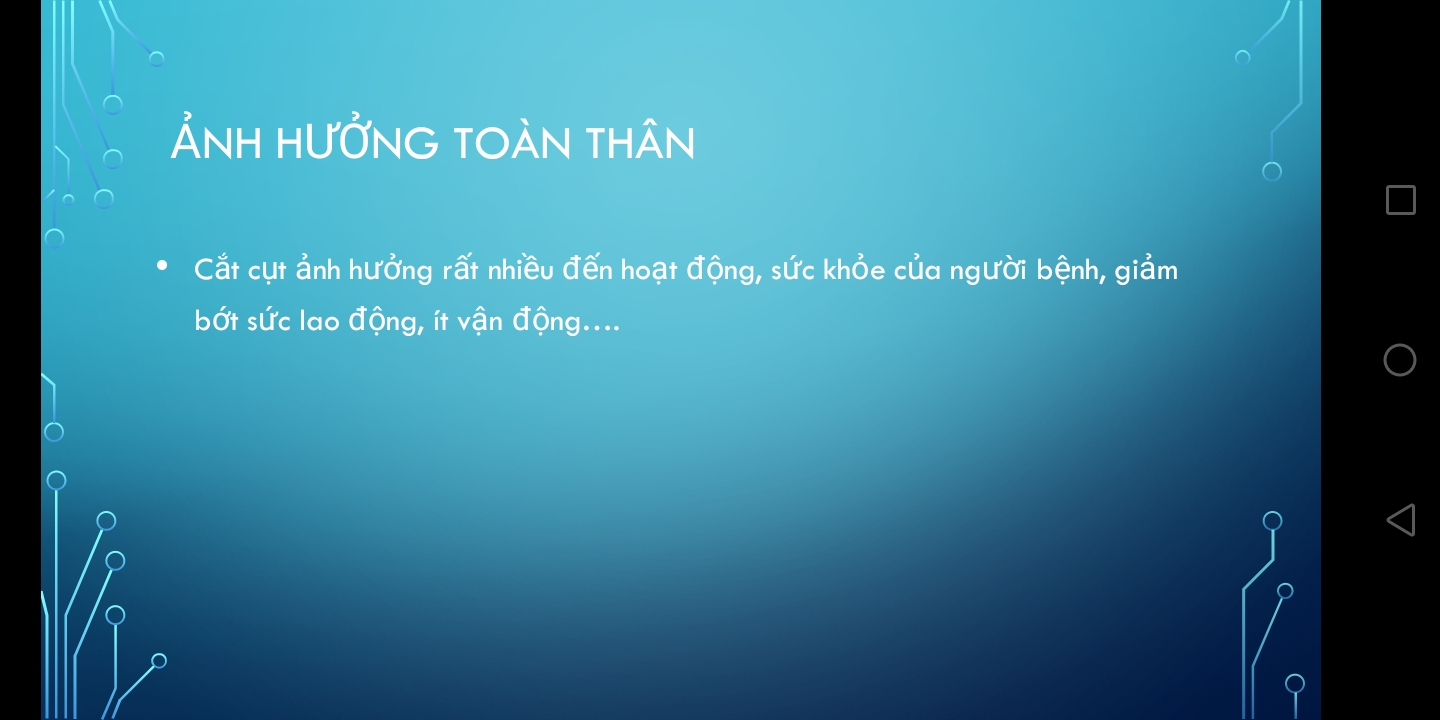 ẢNH HƯỞNG TOÀN THÂN
• Cắt cụt ảnh hưởng rất nhiều đến hoạt động, sức khỏe của người bệnh, giảm
bớt sức lao động, ít vận động….